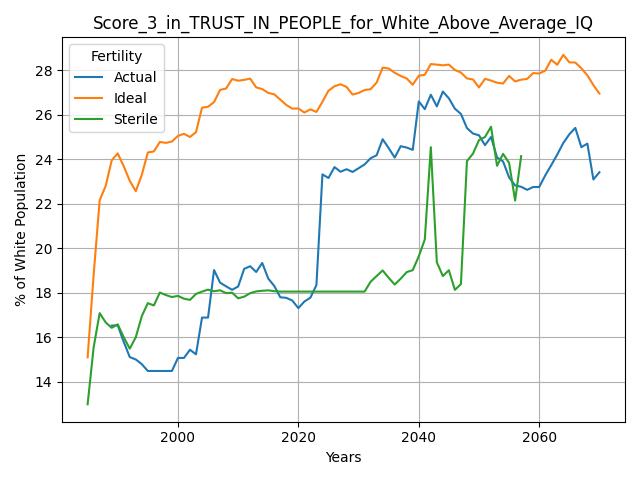 Score_3_in_TRUST_IN_PEOPLE_for_White_Above_Average_IQ
Fertility
Actual
Ideal
Sterile
% of White Population
28
26
24
22
20
18
16
14
2000
2020
2040
2060
Years